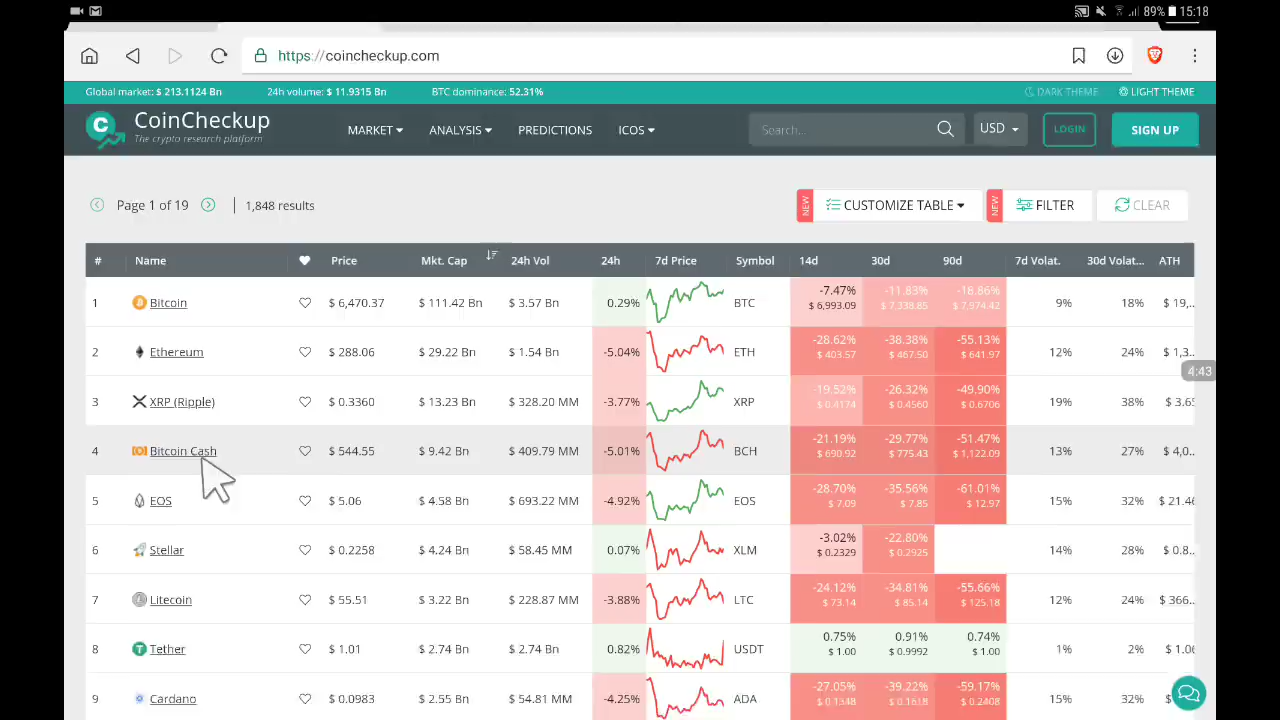 89% 15:18
https://coincheckup.com
Global market: $ 213.1124 Bn 24h volume: $ 11.9315 Bn BTC dominance: 52.31% DARK THEME LIGHT THEME
CoinCheckup
The crypto research platform
MARKET ANALYSIS PREDICTIONS ICOS Search... USD LOGIN SIGN UP
Page 1 of 19 | 1,848 results NEW CUSTOMIZE TABLE NEW FILTER CLEAR
# Name Price Mkt. Cap 24h Vol 24h 7d Price Symbol 14d 30d 90d 7d Volat. 30d Volat... ATH
1 Bitcoin $ 6,470.37 $ 111.42 Bn $ 3.57 Bn 0.29% BTC -7.47% -11.83% -18.86% 9% 18% $ 19,...
$ 6,993.09 $ 7,338.85 $ 7,974.42
2 Ethereum $ 288.06 $ 29.22 Bn $ 1.54 Bn -5.04% ETH -28.62% -38.38% -55.13% 12% 24% $ 1,3...
$ 403.57 $ 467.50 $ 641.97
4:43
3 XRP (Ripple) $ 0.3360 $ 13.23 Bn $ 328.20 MM -3.77% XRP -19.52% -26.32% -49.90% 19% 38% $ 3.65
$ 0.4174 $ 0.4560 $ 0.6706
4 Bitcoin Cash $ 544.55 $ 9.42 Bn $ 409.79 MM -5.01% BCH -21.19% -29.77% -51.47% 13% 27% $ 4,0...
$ 690.92 $ 775.43 $ 1,122.09
5 EOS $ 5.06 $ 4.58 Bn $ 693.22 MM -4.92% EOS -28.70% -35.56% -61.01% 15% 32% $ 21.46
$ 7.09 $ 7.85 $ 12.97
6 Stellar $ 0.2258 $ 4.24 Bn $ 58.45 MM 0.07% XLM -3.02% -22.80% 14% 28% $ 0.8...
$ 0.2329 $ 0.2925
7 Litecoin $ 55.51 $ 3.22 Bn $ 228.87 MM -3.88% LTC -24.12% -34.81% -55.66% 12% 24% $ 366...
$ 73.14 $ 85.14 $ 125.18
8 Tether $ 1.01 $ 2.74 Bn $ 2.74 Bn 0.82% USDT 0.75% 0.91% 0.74% 1% 2% $ 1.06
$ 1.00 $ 0.9992 $ 1.00
9 Cardano $ 0.0983 $ 2.55 Bn $ 54.81 MM -4.25% ADA -27.05% -39.22% -59.17% 15% 32%
$ 0.1348 $ 0.1618 $ 0.2408